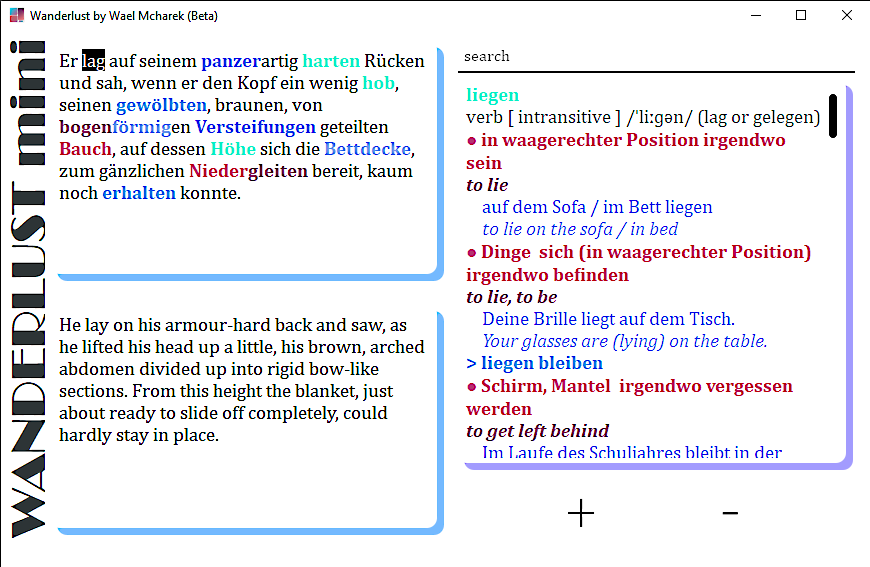 Wanderlust by Wael Mcharek (Beta)
WANDERLUST mini
Er lag auf seinem panzerartig harten Rücken
und sah, wenn er den Kopf ein wenig hob,
seinen gewölbten, braunen, von
bogenförmigen Versteifungen geteilten
Bauch, auf dessen Höhe sich die Bettdecke,
zum gänzlichen Niedergleiten bereit, kaum
noch erhalten konnte.
He lay on his armour-hard back and saw, as
he lifted his head up a little, his brown, arched
abdomen divided up into rigid bow-like
sections. From this height the blanket, just
about ready to slide off completely, could
hardly stay in place.
search
liegen
verb [ intransitive ] /ˈliːɡən/ (lag or gelegen)
● in waagerechter Position irgendwo
sein
to lie
auf dem Sofa / im Bett liegen
to lie on the sofa / in bed
● Dinge sich (in waagerechter Position)
irgendwo befinden
to lie, to be
Deine Brille liegt auf dem Tisch.
Your glasses are (lying) on the table.
> liegen bleiben
● Schirm, Mantel irgendwo vergessen
werden
to get left behind
Im Laufe des Schuljahres bleibt in der
+ -